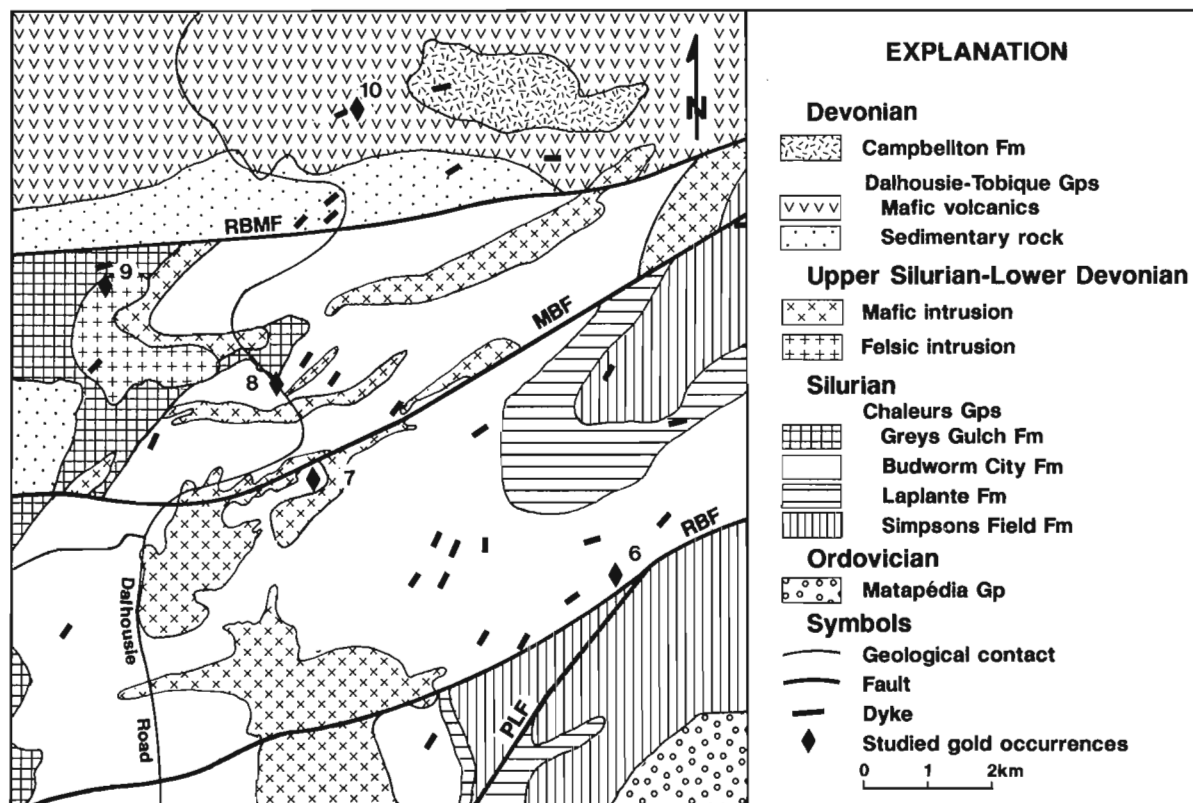 10
N
RBMF
9
MBF
8
7
RBF
6
Dalhousie
Road
PLF
EXPLANATION
Devonian
Campbellton Fm
Dalhousie-Tobique Gps
Mafic volcanics
Sedimentary rock
Upper Silurian-Lower Devonian
Mafic intrusion
Felsic intrusion
Silurian
Chaleurs Gps
Greys Gulch Fm
Budworm City Fm
Laplante Fm
Simpsons Field Fm
Ordovician
Matapédia Gp
Symbols
Geological contact
Fault
Dyke
Studied gold occurrences
0 1 2km